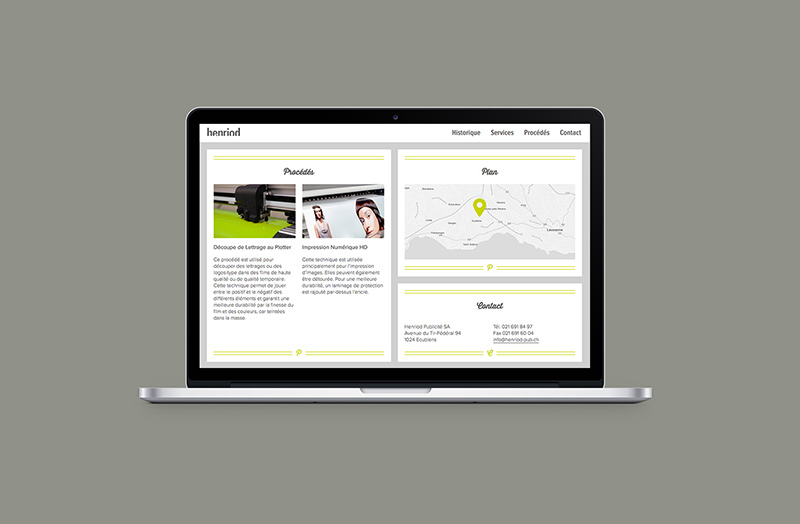 henriod
Historique Services Procédés Contact
Procédés
Découpe de Lettrage au Plotter
Ce procédé est utilisé pour
découper des lettrages ou des
logos-type dans des films de haute
qualité ou de qualité temporaire.
Cette technique permet de jouer
entre le positif et le négatif des
différents éléments et garantit une
meilleure durabilité par la finesse du
film et des couleurs, car teintées
dans la masse.
Impression Numérique HD
Cette technique est utilisée
principalement pour l'impression
d'images. Elles peuvent également
être détourée. Pour une meilleure
durabilité, un laminage de protection
est rajouté par-dessus l'encre.
P
Plan
Lausanne
P
Contact
Henriod Publicité SA
Avenue du Tir-Fédéral 94
1024 Ecublens
Tél. 021 691 84 97
Fax 021 691 60 04
info@henriod-pub.ch
C